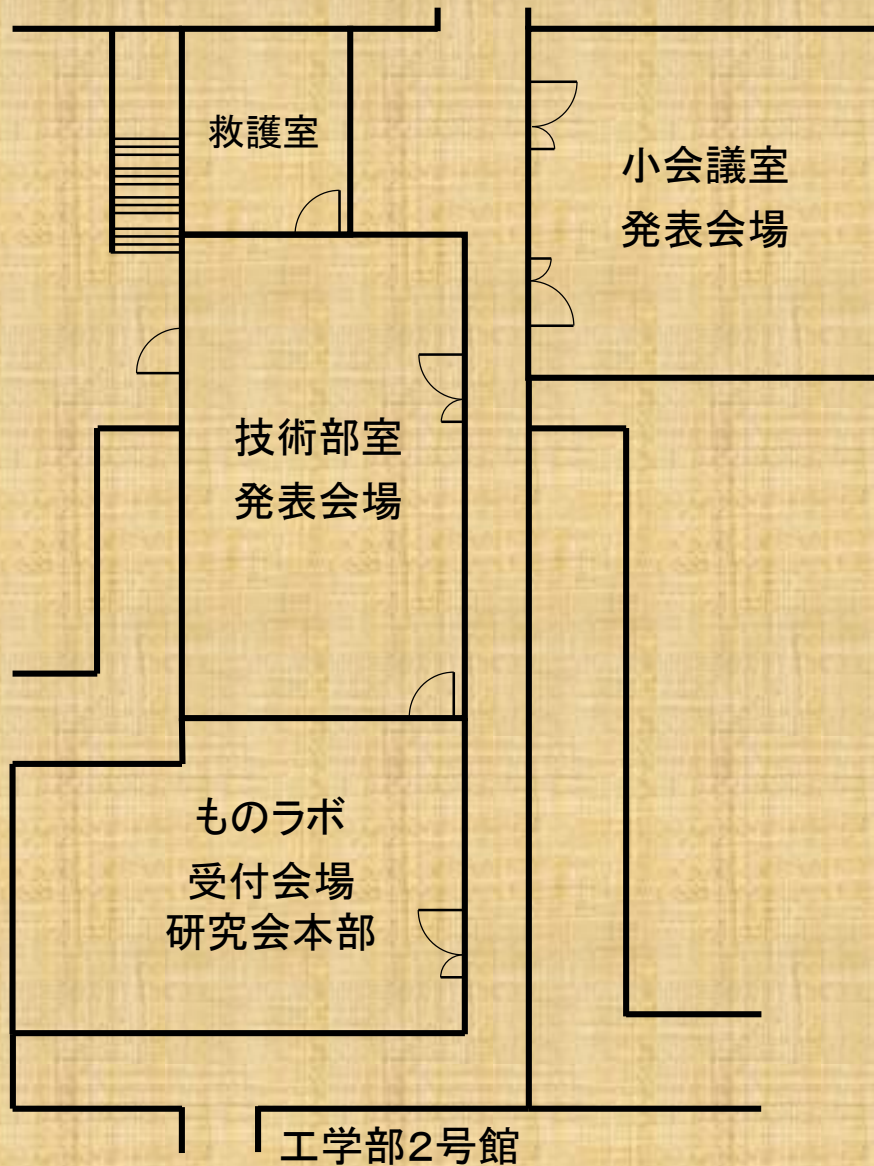 救護室
小会議室
発表会場
技術部室
発表会場
ものラボ
受付会場
研究会本部
工学部2号館